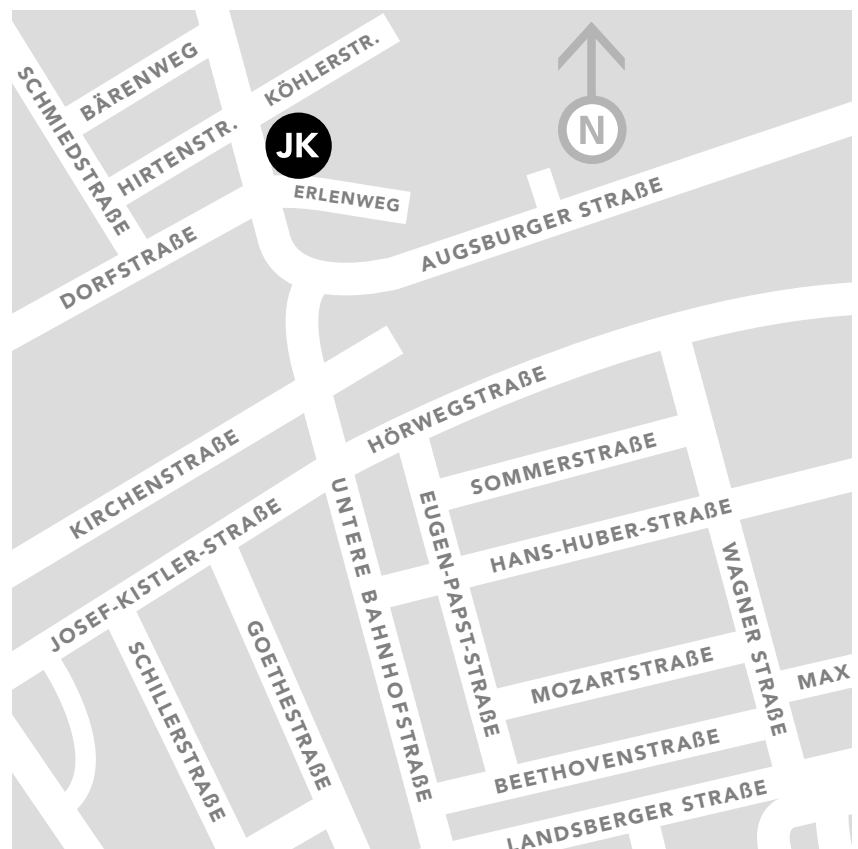 SCHMIEDSTRAßE
BÄRENWEG
KÖHLERSTR.
HIRTENSTR.
JK
N
ERLENWEG
AUGSBURGER STRAßE
DORFSTRAßE
HÖRWEGSTRAßE
KIRCHENSTRAßE
SOMMERSTRAßE
UNTERE BAHNHOFSTRAßE
EUGEN-PAPST-STRAßE
HANS-HUBER-STRAßE
JOSEF-KISTLER-STRAßE
WAGNER STRAßE
GOETHESTRAßE
SCHILLERSTRAßE
MOZARTSTRAßE
MAX
BEETHOVENSTRAßE
LANDSBERGER STRAßE